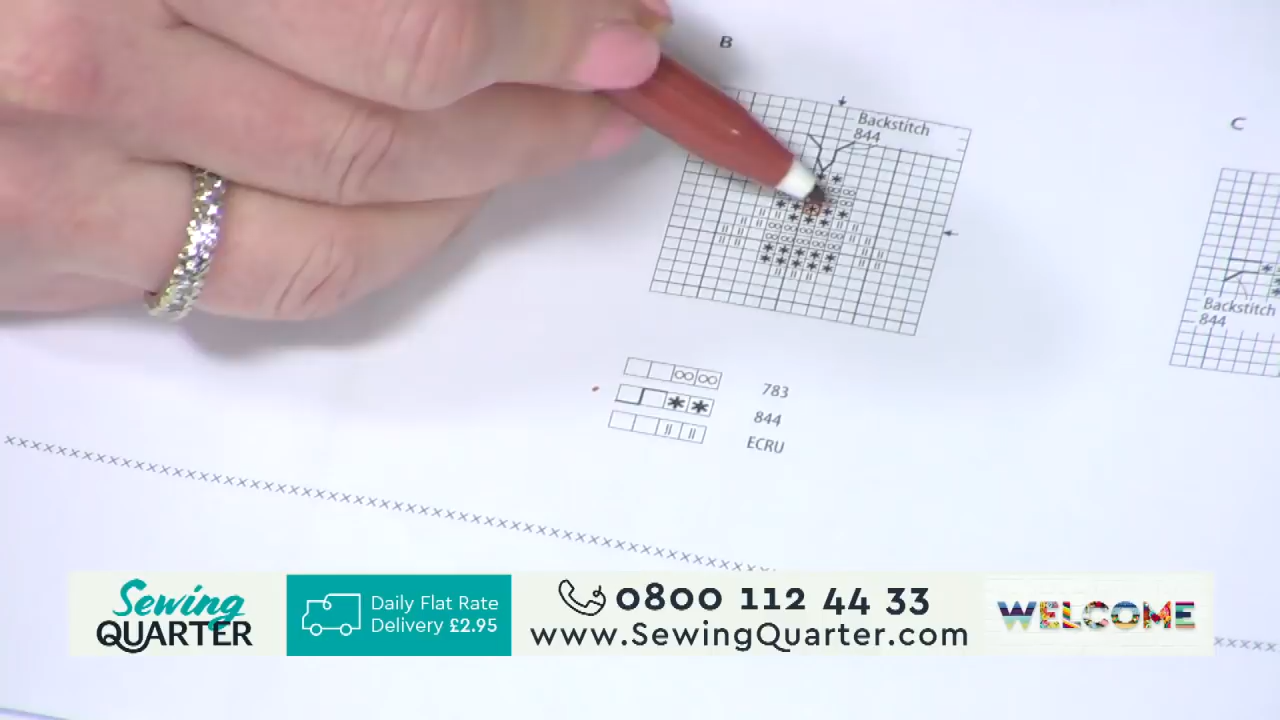 B
Backstitch
844
C
Backstitch
844
783
844
ECRU
Sewing
QUARTER
Daily Flat Rate
Delivery £2.95
0800 112 44 33
www.SewingQuarter.com
WELCOME